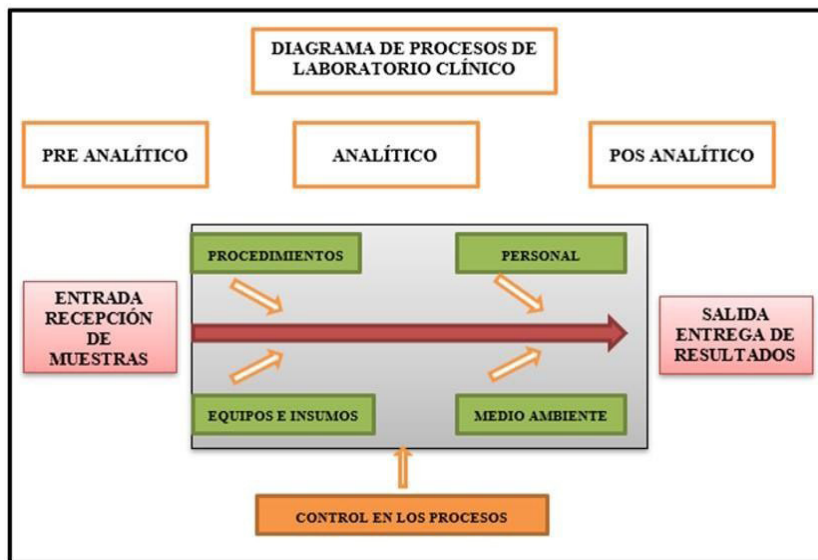 DIAGRAMA DE PROCESOS DE
LABORATORIO CLÍNICO
PRE ANALÍTICO
ANALÍTICO
POS ANALÍTICO
PROCEDIMIENTOS
PERSONAL
ENTRADA
RECEPCIÓN
DE
MUESTRAS
SALIDA
ENTREGA DE
RESULTADOS
EQUIPOS E INSUMOS
MEDIO AMBIENTE
CONTROL EN LOS PROCESOS